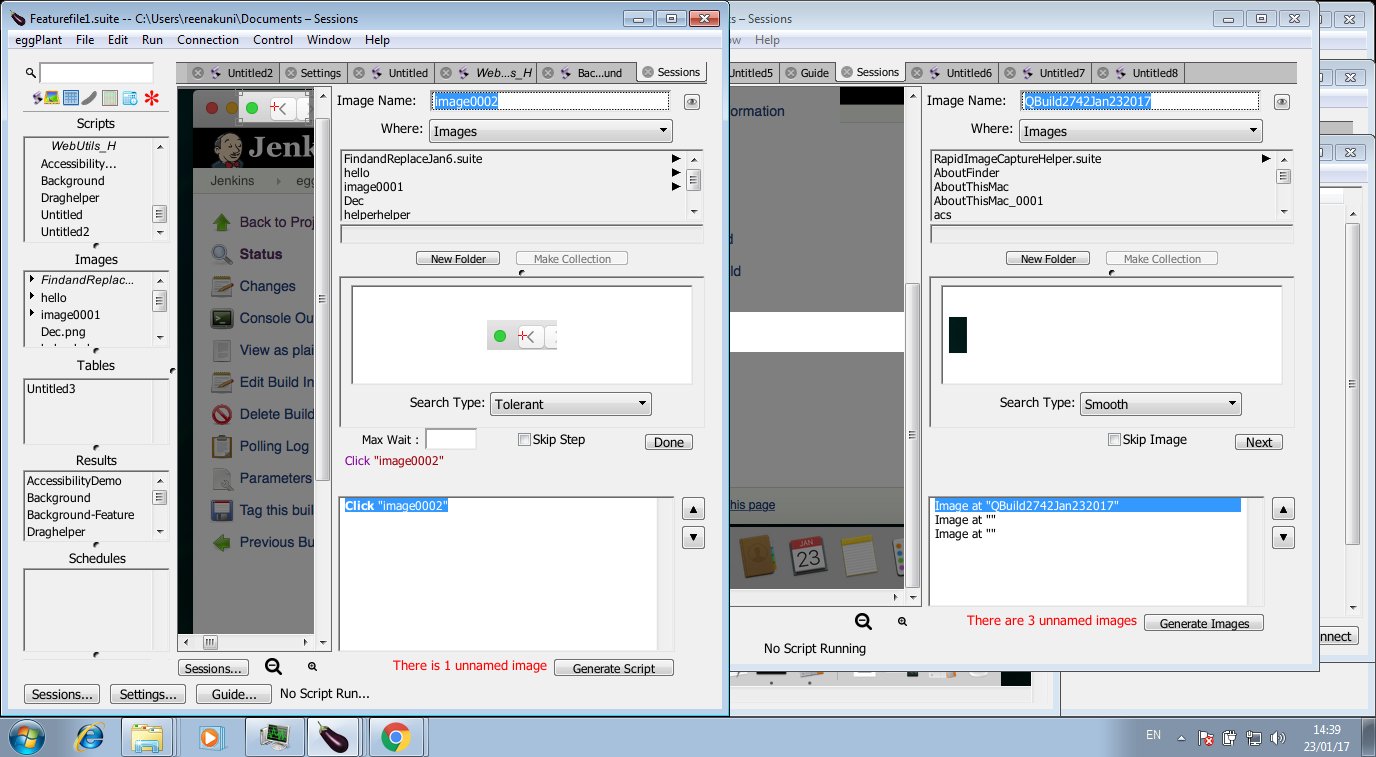 Featurefile1.suite -- C:\Users\reenakuni\Documents – Sessions
eggPlant File Edit Run Connection Control Window Help
Untitled2 Settings Untitled Web...s_H Bac...und Sessions
Scripts
WebUtils_H
Accessibility...
Background
Draghelper
Untitled
Untitled2
Images
FindandReplac...
hello
image0001
Dec.png
Tables
Untitled3
Results
AccessibilityDemo
Background
Background-Feature
Draghelper
Schedules
Sessions... Settings... Guide... No Script Run...
Jenk
Jenkins egg
Back to Proj
Status
Changes
Console Ou
View as plai
Edit Build In
Delete Build
Polling Log
Parameters
Tag this buil
Previous Bu
Sessions...
Image Name: image0002
Where: Images
FindandReplaceJan6.suite
hello
image0001
Dec
helperhelper
New Folder Make Collection
Search Type: Tolerant
Max Wait : Skip Step Done
Click "image0002"
Click "image0002"
There is 1 unnamed image Generate Script
ts – Sessions
ow Help
Untitled5 Guide Sessions Untitled6 Untitled7 Untitled8
formation
d
ld
his page
JAN
23
Image Name: QBuild2742Jan232017
Where: Images
RapidImageCaptureHelper.suite
AboutFinder
AboutThisMac
AboutThisMac_0001
acs
New Folder Make Collection
Search Type: Smooth
Skip Image Next
Image at "QBuild2742Jan232017"
Image at ""
Image at ""
There are 3 unnamed images Generate Images
No Script Running
nnect
EN
14:39
23/01/17